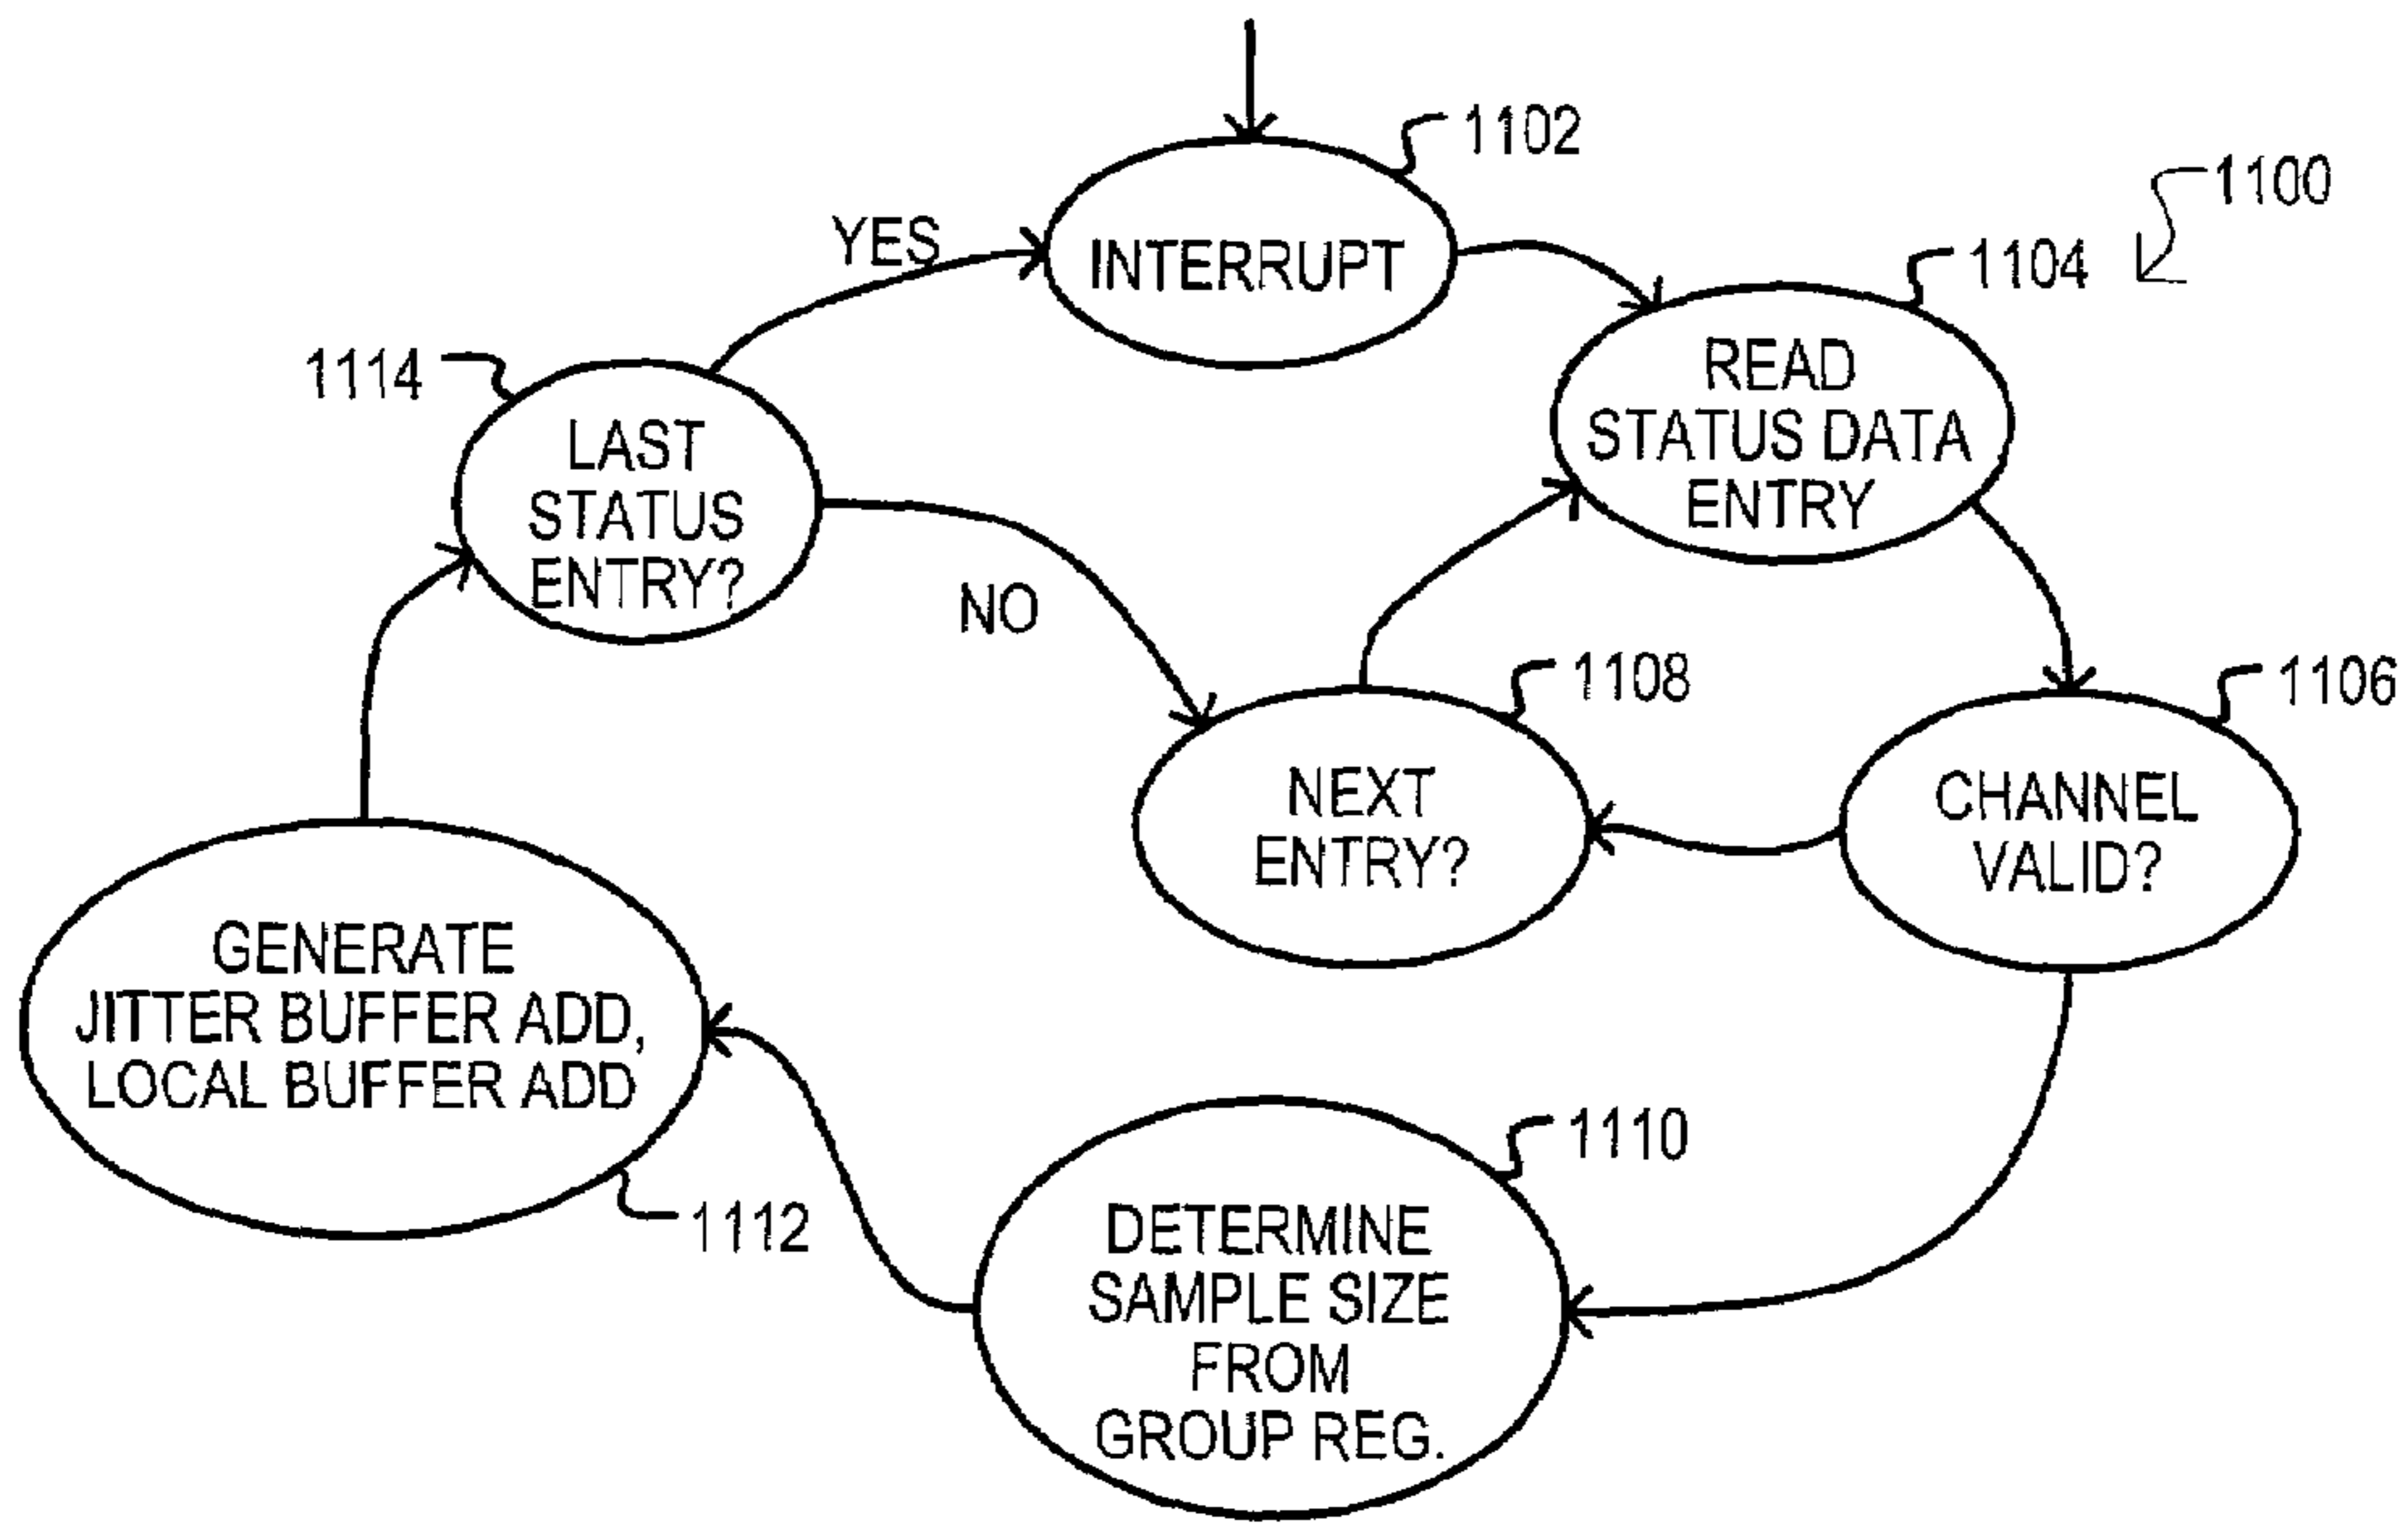 1102
INTERRUPT
1100
1104
READ
STATUS DATA
ENTRY
YES
1114
LAST
STATUS
ENTRY?
NO
1108
NEXT
ENTRY?
1106
CHANNEL
VALID?
GENERATE
JITTER BUFFER ADD,
LOCAL BUFFER ADD
1112
1110
DETERMINE
SAMPLE SIZE
FROM
GROUP REG.